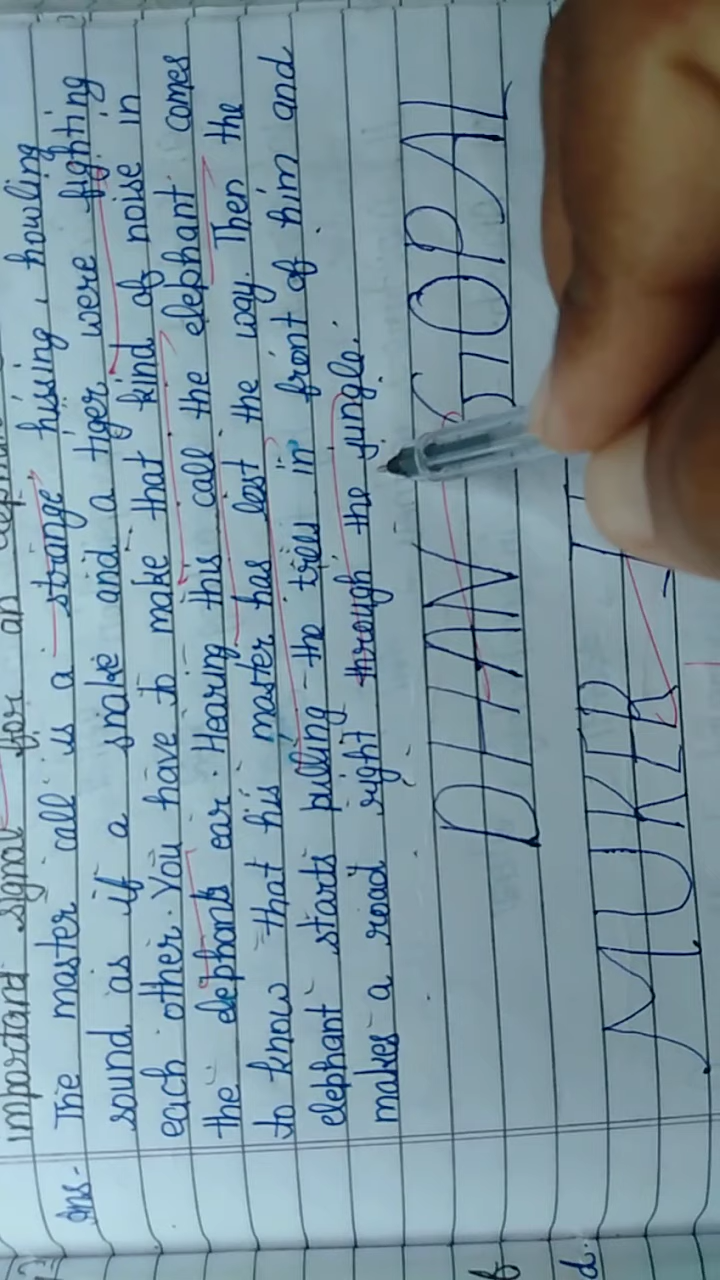 important signal for an
Ans- The master call is a strange hissing, howling
sound as if a snake and a tiger were fighting
each other. You have to make that kind of noise in
the elephants ear. Hearing this call the elephant comes
to know that his master has lost the way. Then the
elephant starts pulling the trees in front of him and
makes a road right through the jungle.
DHAN GOPAL
MUKER
d.